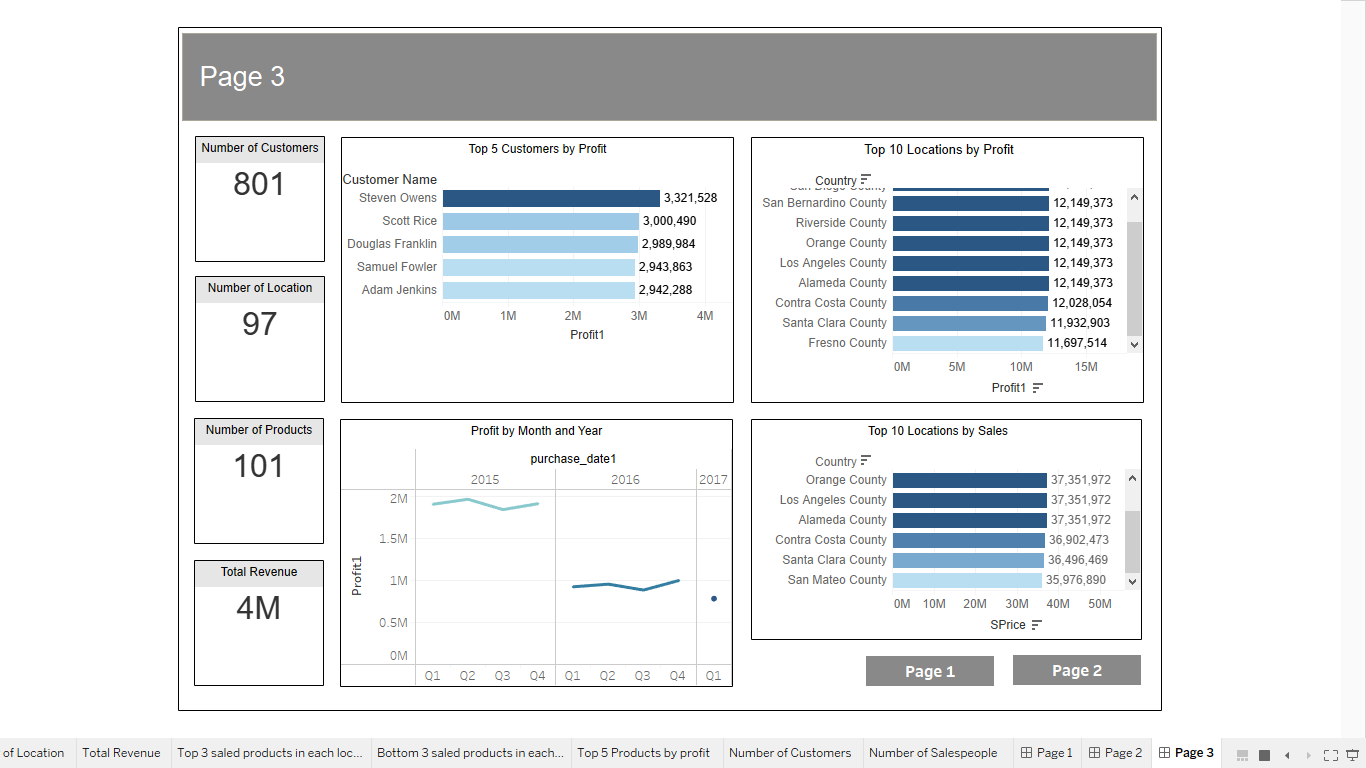 Page 3
Number of Customers
801
Number of Location
97
Number of Products
101
Total Revenue
4M
Top 5 Customers by Profit
Customer Name
Steven Owens 3,321,528
Scott Rice 3,000,490
Douglas Franklin 2,989,984
Samuel Fowler 2,943,863
Adam Jenkins 2,942,288
0M 1M 2M 3M 4M
Profit1
Top 10 Locations by Profit
Country
San Bernardino County 12,149,373
Riverside County 12,149,373
Orange County 12,149,373
Los Angeles County 12,149,373
Alameda County 12,149,373
Contra Costa County 12,028,054
Santa Clara County 11,932,903
Fresno County 11,697,514
0M 5M 10M 15M
Profit1
Profit by Month and Year
purchase_date1
2015 2016 2017
2M
1.5M
1M
0.5M
0M
Profit1
Q1 Q2 Q3 Q4 Q1 Q2 Q3 Q4 Q1
Top 10 Locations by Sales
Country
Orange County 37,351,972
Los Angeles County 37,351,972
Alameda County 37,351,972
Contra Costa County 36,902,473
Santa Clara County 36,496,469
San Mateo County 35,976,890
0M 10M 20M 30M 40M 50M
SPrice
Page 1 Page 2
of Location Total Revenue Top 3 saled products in each loc... Bottom 3 saled products in each... Top 5 Products by profit Number of Customers Number of Salespeople Page 1 Page 2 Page 3